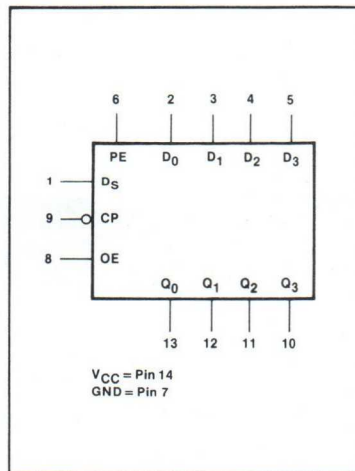 6 2 3 4 5
PE D0 D1 D2 D3
1 DS
9 CP
8 OE
Q0 Q1 Q2 Q3
13 12 11 10
VCC = Pin 14
GND = Pin 7